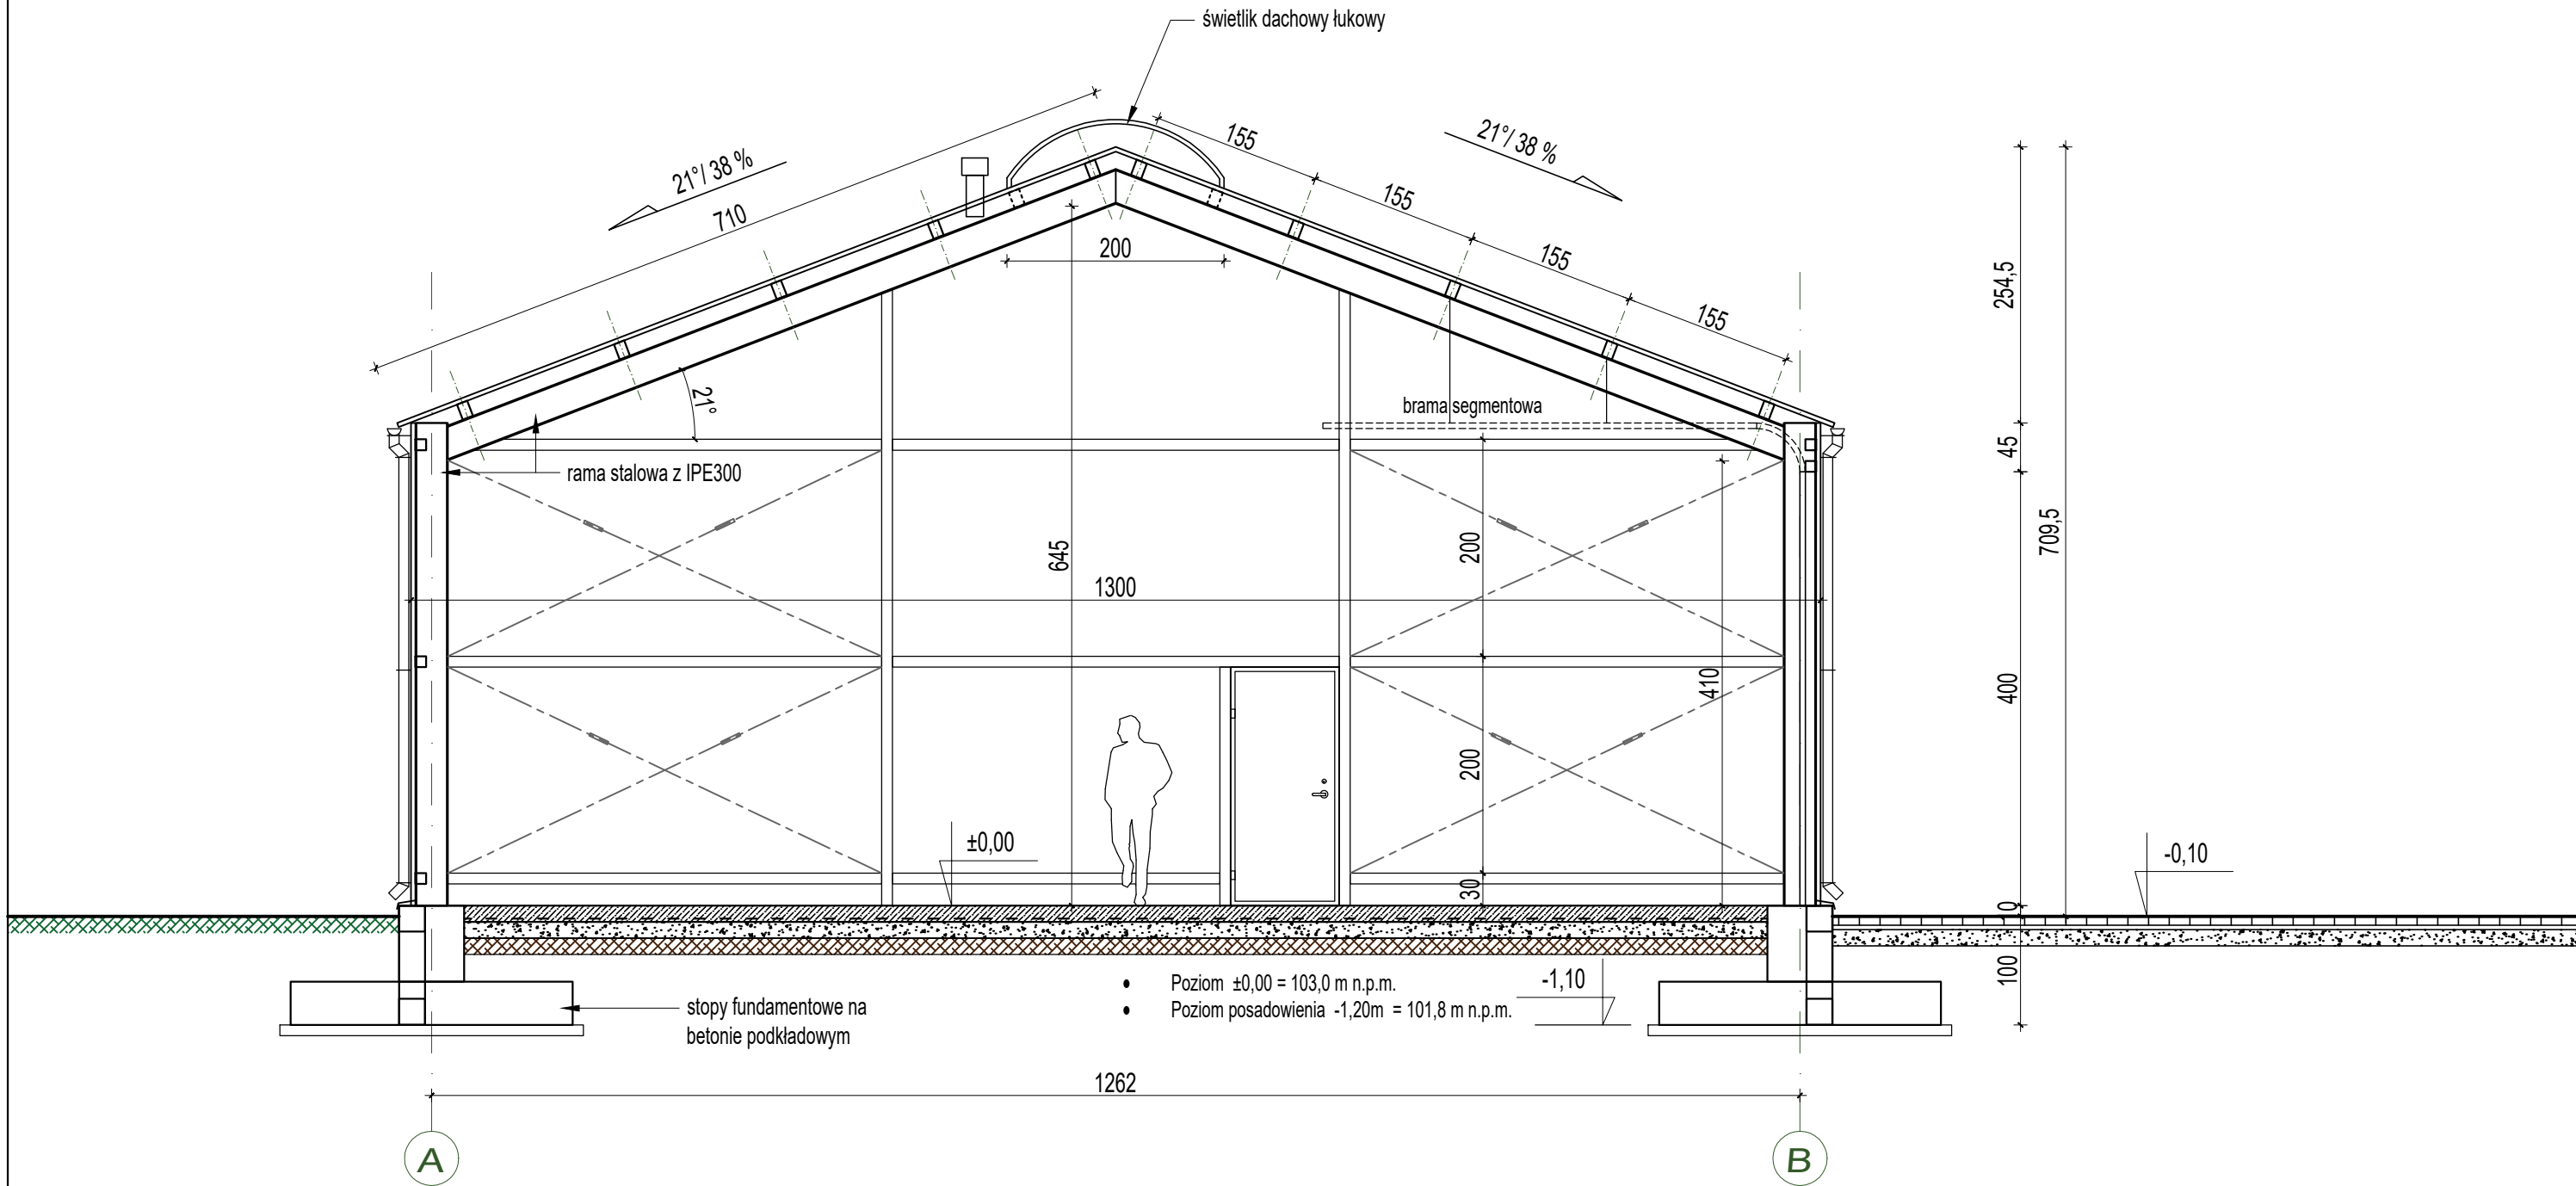 świetlik dachowy łukowy
21°/ 38 %
710
155
21°/ 38 %
155
155
155
200
254,5
21°
brama segmentowa
45
rama stalowa z IPE300
645
200
709,5
1300
410
400
200
±0,00
-0,10
30
100
-1,10
• Poziom ±0,00 = 103,0 m n.p.m.
• Poziom posadowienia -1,20m = 101,8 m n.p.m.
stopy fundamentowe na
betonie podkładowym
1262
A
B